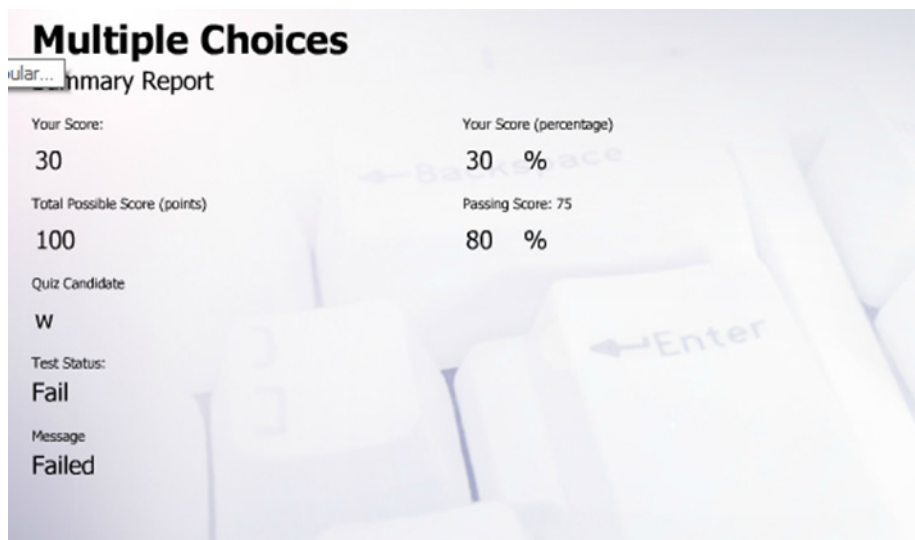 Multiple Choices
ular...
mmary Report
Your Score:
Your Score (percentage)
30
30 %
Total Possible Score (points)
Passing Score: 75
100
80 %
Quiz Candidate
w
Test Status:
Fail
Message
Failed
Backspace
Enter